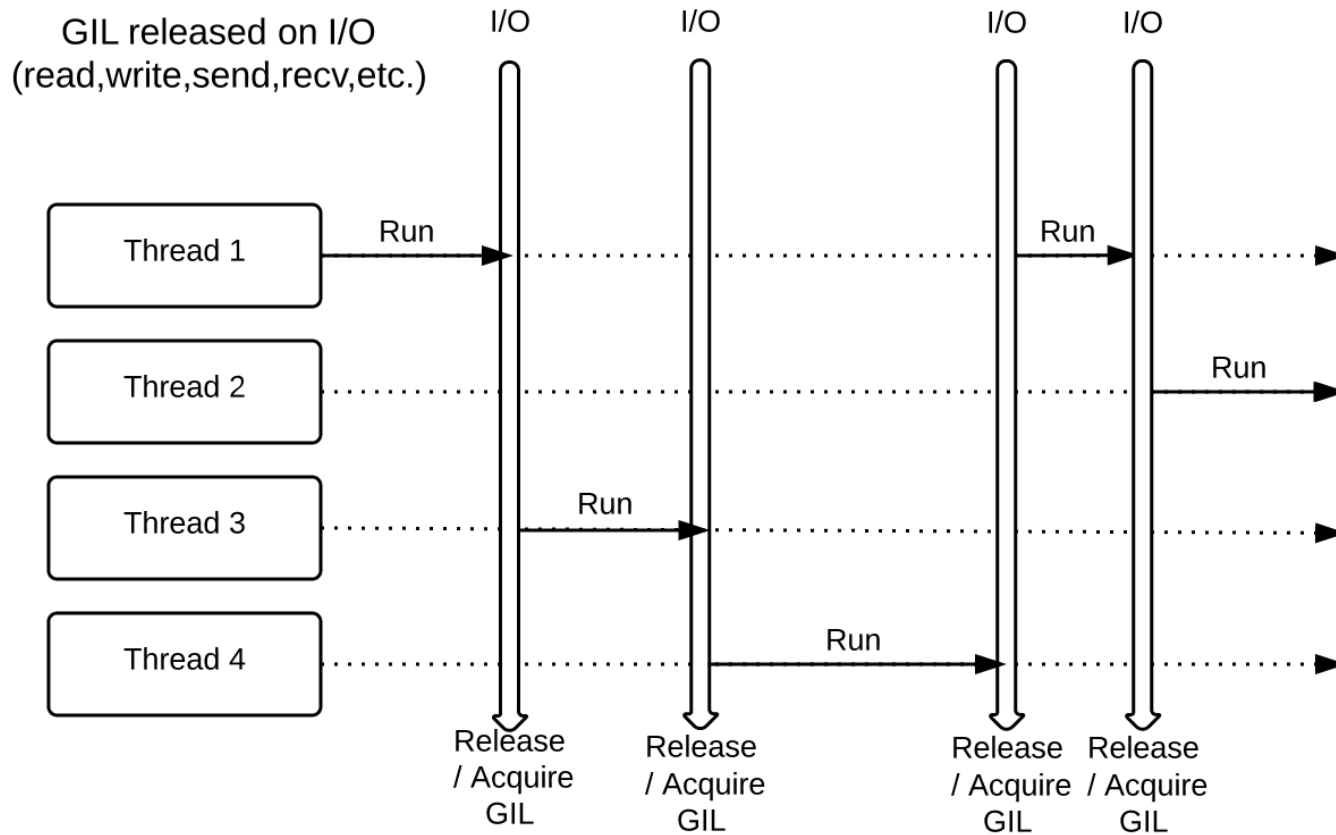 GIL released on I/O
(read,write,send,recv,etc.)
I/O
I/O
I/O
I/O
Thread 1
Run
Run
Thread 2
Run
Thread 3
Run
Thread 4
Run
Release
/ Acquire
GIL
Release
/ Acquire
GIL
Release
/ Acquire
GIL
Release
/ Acquire
GIL